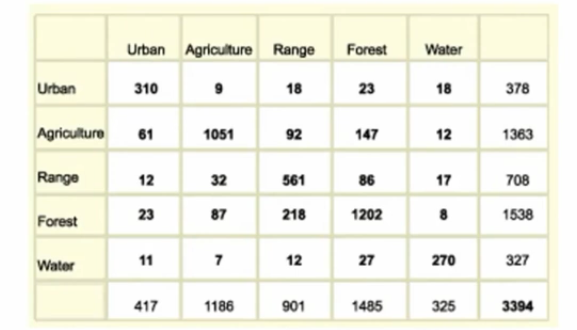 Urban Agriculture Range Forest Water
Urban 310 9 18 23 18 378
Agriculture 61 1051 92 147 12 1363
Range 12 32 561 86 17 708
Forest 23 87 218 1202 8 1538
Water 11 7 12 27 270 327
417 1186 901 1485 325 3394